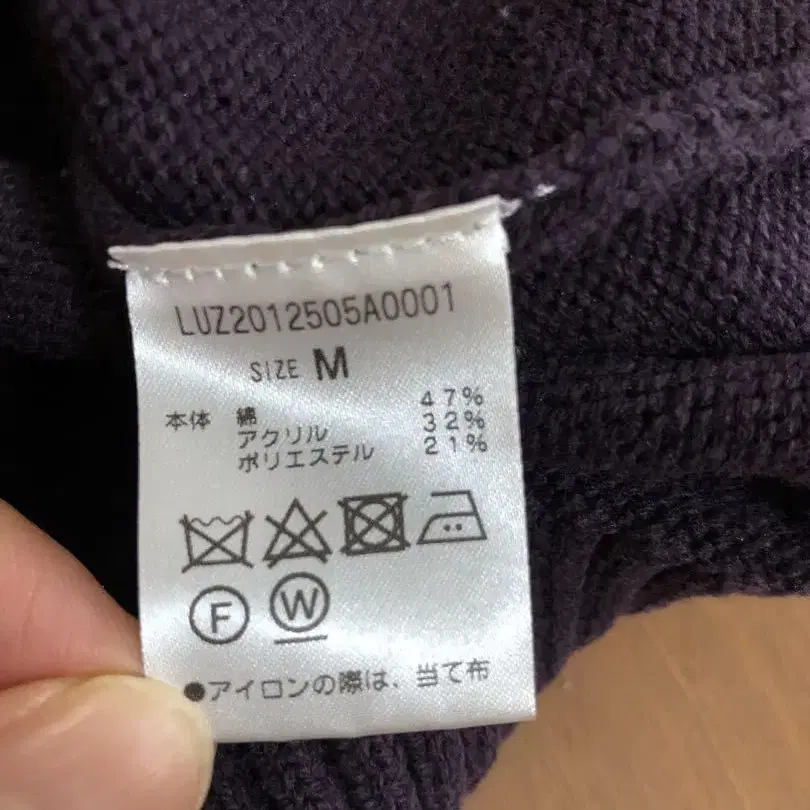 LUZ2012505A0001
SIZE M
本体 綿 47%
アクリル 32%
ポリエステル 21%
F W
●アイロンの際は、当て布